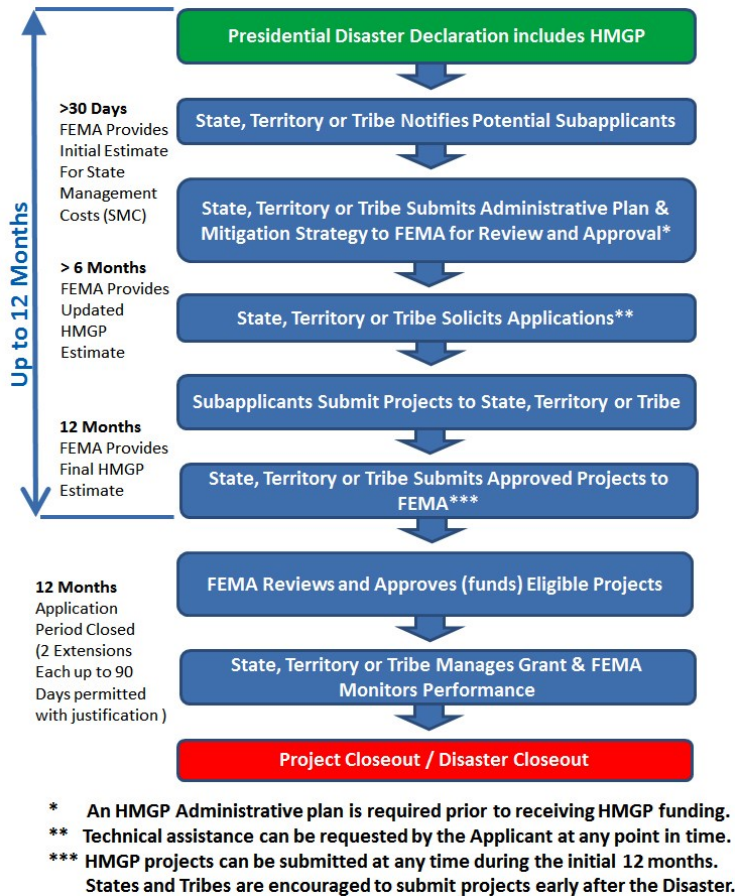 Presidential Disaster Declaration includes HMGP
>30 Days
FEMA Provides
Initial Estimate
For State
Management
Costs (SMC)
State, Territory or Tribe Notifies Potential Subapplicants
State, Territory or Tribe Submits Administrative Plan &
Mitigation Strategy to FEMA for Review and Approval*
Up to 12 Months
> 6 Months
FEMA Provides
Updated
HMGP
Estimate
State, Territory or Tribe Solicits Applications**
Subapplicants Submit Projects to State, Territory or Tribe
12 Months
FEMA Provides
Final HMGP
Estimate
State, Territory or Tribe Submits Approved Projects to
FEMA***
FEMA Reviews and Approves (funds) Eligible Projects
12 Months
Application
Period Closed
(2 Extensions
Each up to 90
Days permitted
with justification )
State, Territory or Tribe Manages Grant & FEMA
Monitors Performance
Project Closeout / Disaster Closeout
* An HMGP Administrative plan is required prior to receiving HMGP funding.
** Technical assistance can be requested by the Applicant at any point in time.
*** HMGP projects can be submitted at any time during the initial 12 months.
States and Tribes are encouraged to submit projects early after the Disaster.